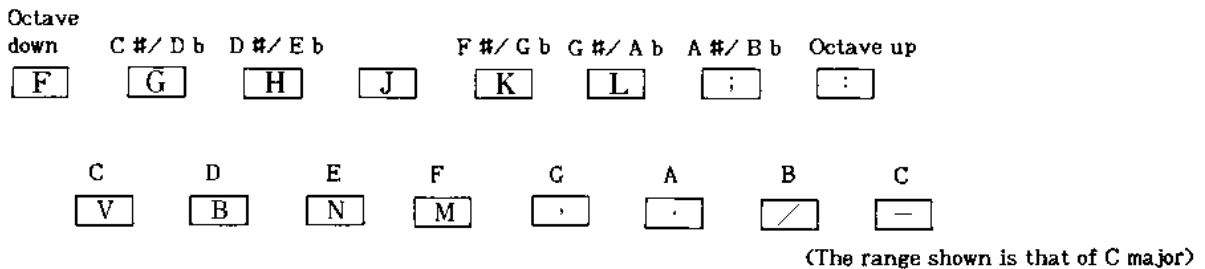 Octave
down C #/ D b D #/ E b F #/ G b G #/ A b A #/ B b Octave up
F G H J K L ; :
C D E F G A B C
V B N M , . / —
(The range shown is that of C major)